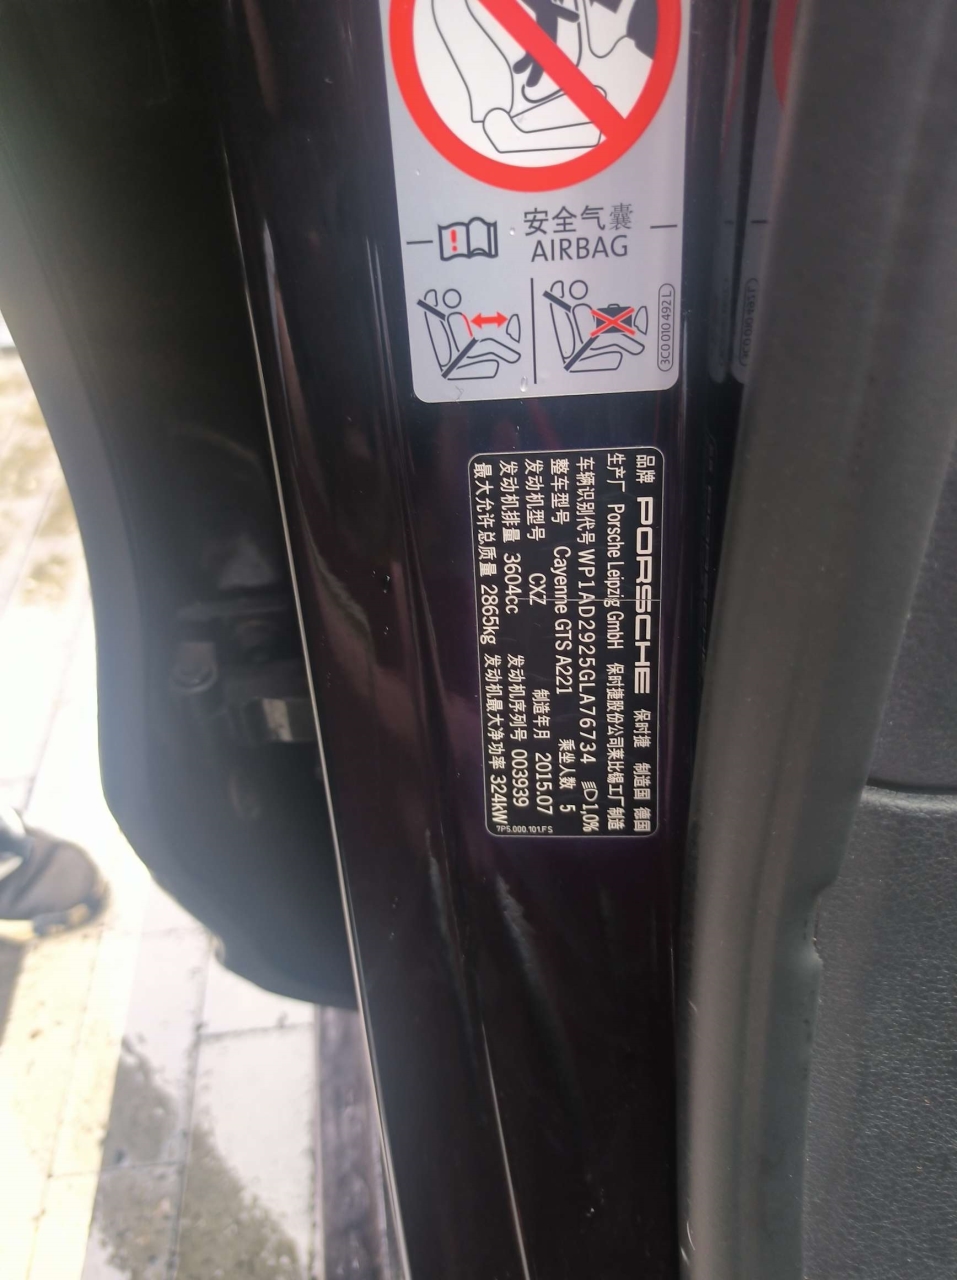 安全气囊
AIRBAG
3C0010492L
品牌 PORSCHE 保时捷 制造国 德国
生产厂 Porsche Leipzig GmbH 保时捷股份公司莱比锡工厂制造
车辆识别代号 WP1AD2925GLA76734 1,0%
整车型号 Cayenne GTS A221 乘坐人数 5
发动机型号 CXZ 制造年月 2015.07
发动机排量 3604cc 发动机序列号 003939
最大允许总质量 2865kg 发动机最大净功率 324kW
7P5.000.101.FS